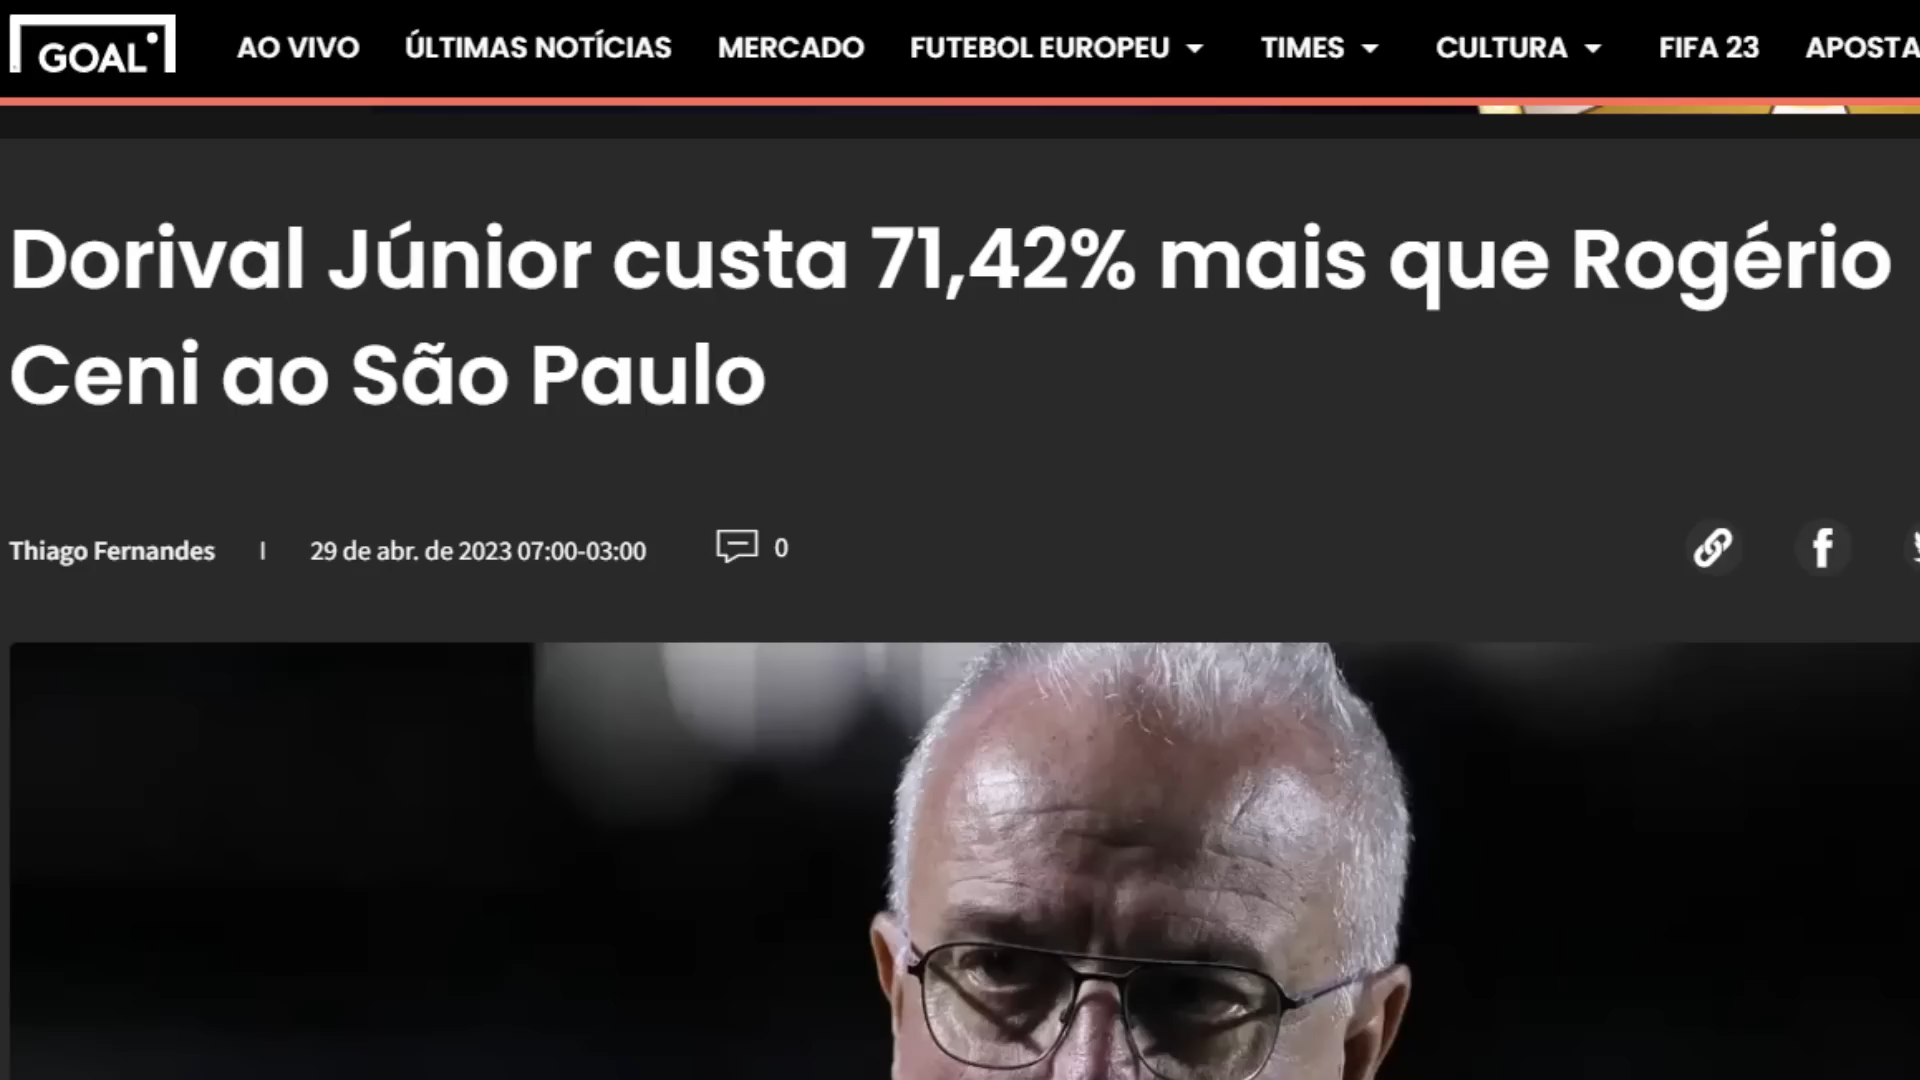 GOAL
AO VIVO ÚLTIMAS NOTÍCIAS MERCADO FUTEBOL EUROPEU TIMES CULTURA FIFA 23 APOSTA
Dorival Júnior custa 71,42% mais que Rogério
Ceni ao São Paulo
Thiago Fernandes | 29 de abr. de 2023 07:00-03:00 0